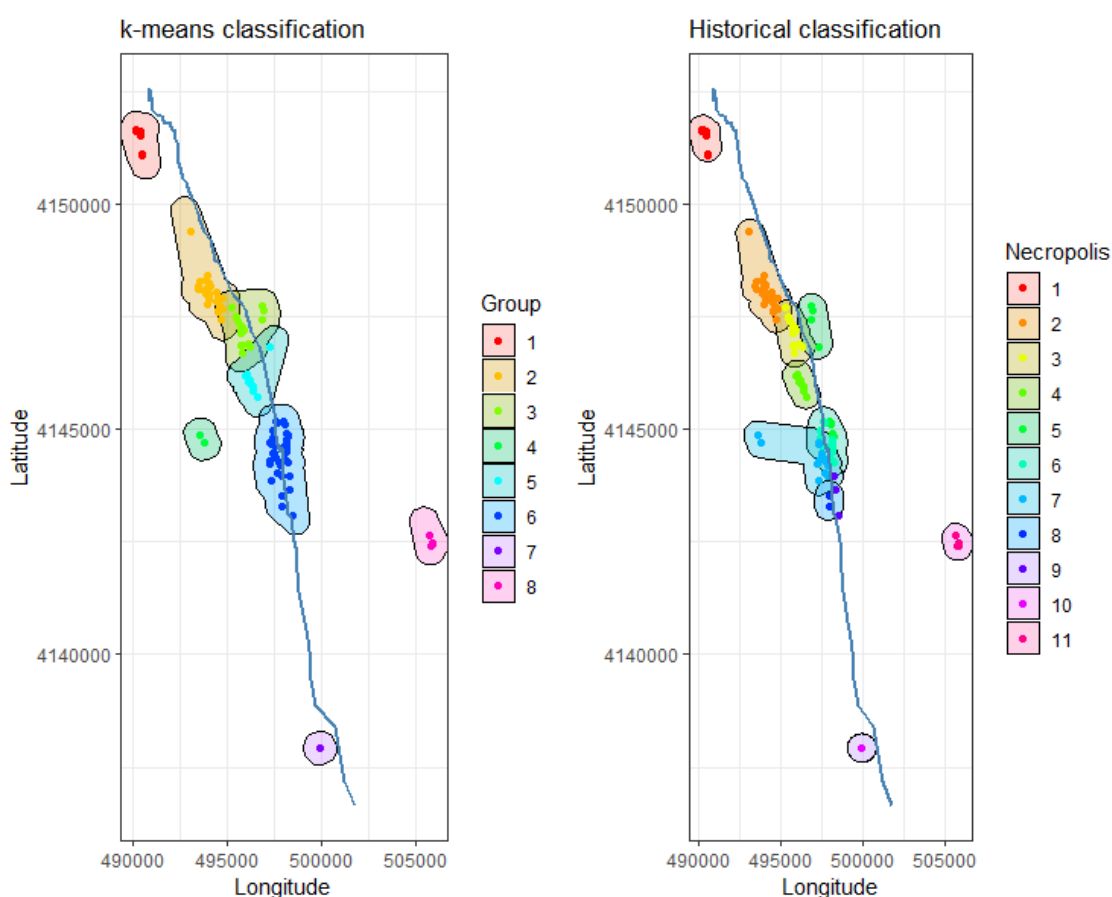 k-means classification
4150000
4145000
4140000
Latitude
490000 495000 500000 505000
Longitude
Group
1
2
3
4
5
6
7
8
Historical classification
4150000
4145000
4140000
Latitude
490000 495000 500000 505000
Longitude
Necropolis
1
2
3
4
5
6
7
8
9
10
11